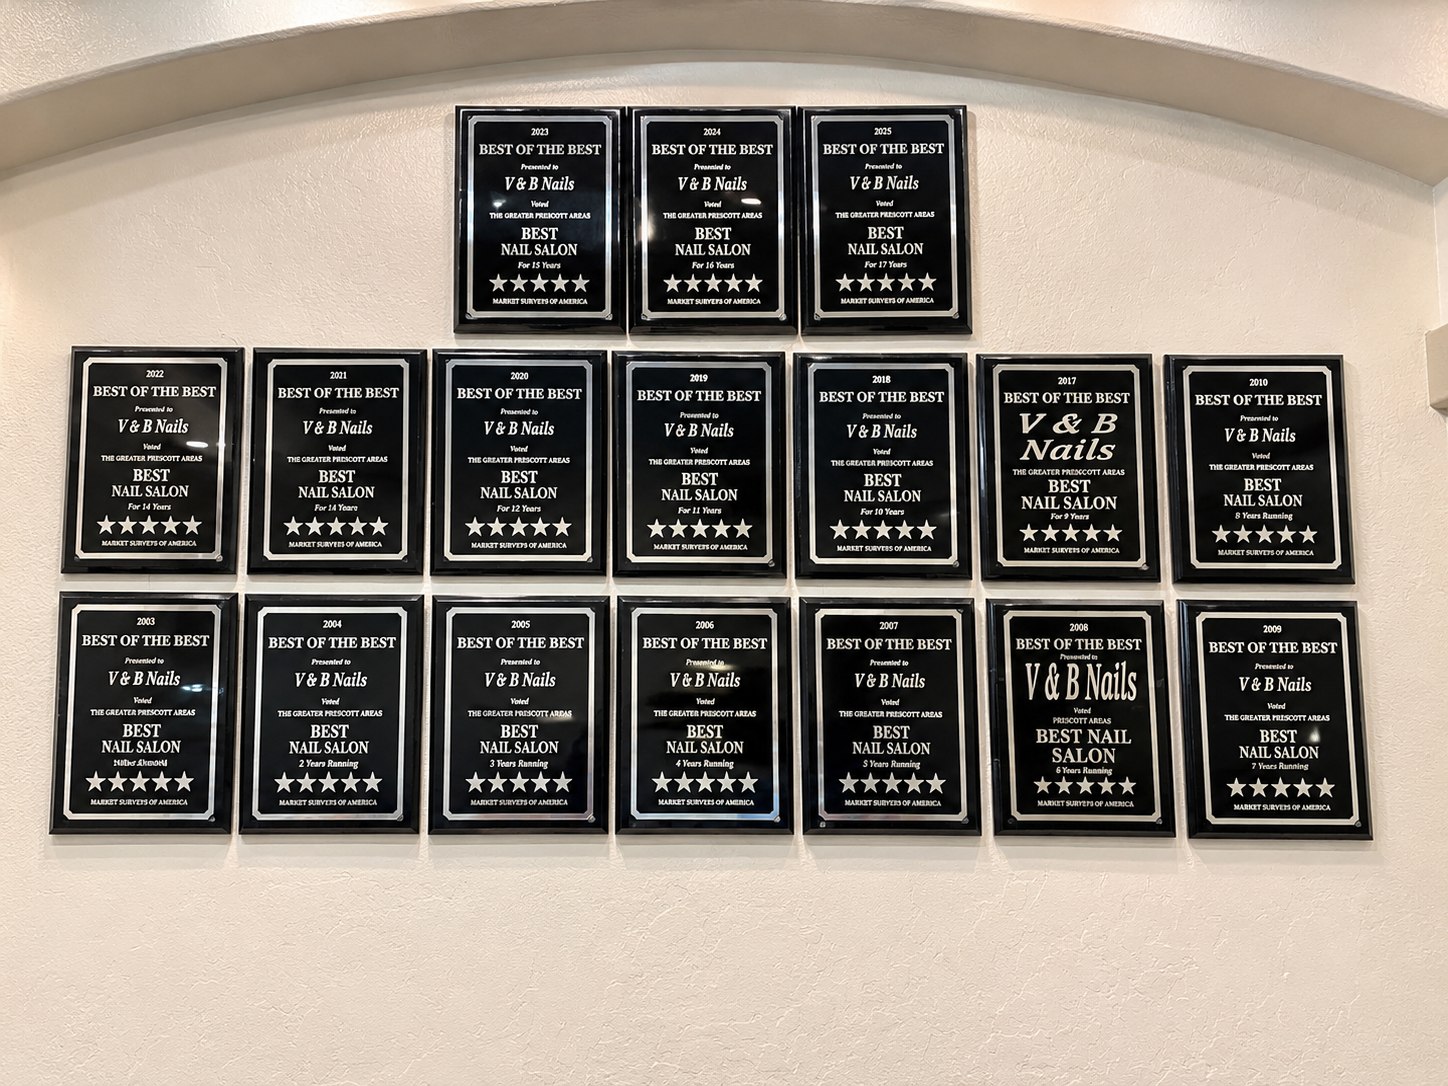 2023
BEST OF THE BEST
Presented to
V & B Nails
Voted
THE GREATER PRESCOTT AREAS
BEST
NAIL SALON
For 15 Years
MARKET SURVEYS OF AMERICA
2024
BEST OF THE BEST
Presented to
V & B Nails
Voted
THE GREATER PRESCOTT AREAS
BEST
NAIL SALON
For 16 Years
MARKET SURVEYS OF AMERICA
2025
BEST OF THE BEST
Presented to
V & B Nails
Voted
THE GREATER PRESCOTT AREAS
BEST
NAIL SALON
For 17 Years
MARKET SURVEYS OF AMERICA
2022
BEST OF THE BEST
Presented to
V & B Nails
Voted
THE GREATER PRESCOTT AREAS
BEST
NAIL SALON
For 14 Years
MARKET SURVEYS OF AMERICA
2021
BEST OF THE BEST
Presented to
V & B Nails
Voted
THE GREATER PRESCOTT AREAS
BEST
NAIL SALON
For Years
MARKET SURVEYS OF AMERICA
2020
BEST OF THE BEST
Presented to
V & B Nails
Voted
THE GREATER PRESCOTT AREAS
BEST
NAIL SALON
For 12 Years
MARKET SURVEYS OF AMERICA
2019
BEST OF THE BEST
Presented to
V & B Nails
Voted
THE GREATER PRESCOTT AREAS
BEST
NAIL SALON
For 11 Years
MARKET SURVEYS OF AMERICA
2018
BEST OF THE BEST
Presented to
V & B Nails
Voted
THE GREATER PRESCOTT AREAS
BEST
NAIL SALON
For 10 Years
MARKET SURVEYS OF AMERICA
2017
BEST OF THE BEST
V & B
Nails
THE GREATER PRESCOTT AREAS
BEST
NAIL SALON
For 9 Years
MARKET SURVEYS OF AMERICA
2010
BEST OF THE BEST
Presented to
V & B Nails
Voted
THE GREATER PRESCOTT AREAS
BEST
NAIL SALON
8 Years Running
MARKET SURVEYS OF AMERICA
2003
BEST OF THE BEST
Presented to
V & B Nails
Voted
THE GREATER PRESCOTT AREAS
BEST
NAIL SALON
MARKET SURVEYS OF AMERICA
2004
BEST OF THE BEST
Presented to
V & B Nails
Voted
THE GREATER PRESCOTT AREAS
BEST
NAIL SALON
2 Years Running
MARKET SURVEYS OF AMERICA
2005
BEST OF THE BEST
Presented to
V & B Nails
Voted
THE GREATER PRESCOTT AREAS
BEST
NAIL SALON
3 Years Running
MARKET SURVEYS OF AMERICA
2006
BEST OF THE BEST
Presented to
V & B Nails
Voted
THE GREATER PRESCOTT AREAS
BEST
NAIL SALON
4 Years Running
MARKET SURVEYS OF AMERICA
2007
BEST OF THE BEST
Presented to
V & B Nails
Voted
THE GREATER PRESCOTT AREAS
BEST
NAIL SALON
5 Years Running
MARKET SURVEYS OF AMERICA
2008
BEST OF THE BEST
Presented to
V & B Nails
Voted
PRESCOTT AREAS
BEST NAIL
SALON
6 Years Running
MARKET SURVEYS OF AMERICA
2009
BEST OF THE BEST
Presented to
V & B Nails
Voted
THE GREATER PRESCOTT AREAS
BEST
NAIL SALON
7 Years Running
MARKET SURVEYS OF AMERICA